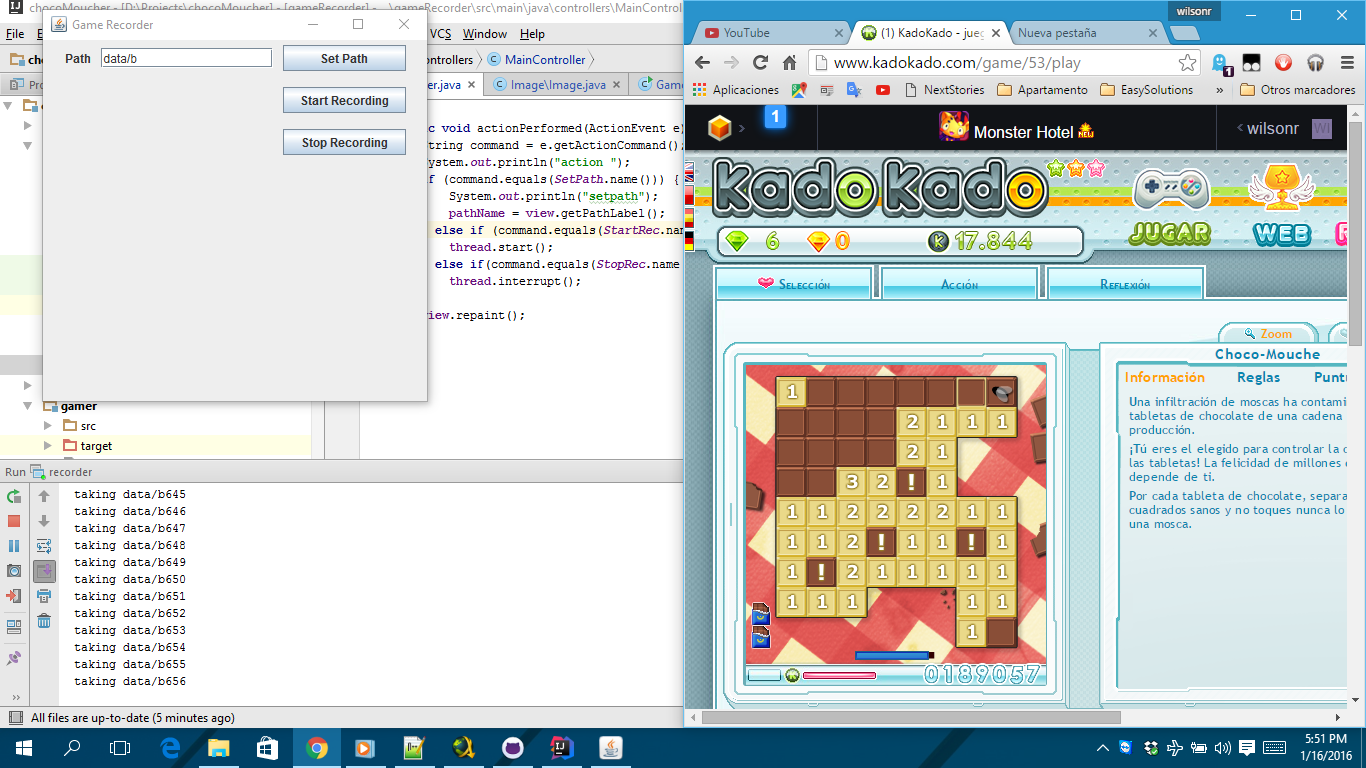 chocoMoucher - [D:\Projects\chocoMoucher] - [gameRecorder] - ...\gameRecorder\src\main\java\controllers\MainControl
Game Recorder
File
VCS Window Help
ntrollers MainController
er.java Image\Image.java Game
Path data/b Set Path
Start Recording
Stop Recording
c void actionPerformed(ActionEvent e)
tring command = e.getActionCommand();
ystem.out.println("action ");
f (command.equals(SetPath.name())) {
System.out.println("setpath");
pathName = view.getPathLabel();
else if (command.equals(StartRec.na
thread.start();
else if(command.equals(StopRec.name
thread.interrupt();
iew.repaint();
gamer
src
target
Run recorder
taking data/b645
taking data/b646
taking data/b647
taking data/b648
taking data/b649
taking data/b650
taking data/b651
taking data/b652
taking data/b653
taking data/b654
taking data/b655
taking data/b656
All files are up-to-date (5 minutes ago)
wilsonr
YouTube (1) KadoKado - jueg Nueva pestaña
www.kadokado.com/game/53/play
1
Aplicaciones NextStories Apartamento EasySolutions » Otros marcadores
1 Monster Hotel NEW wilsonr WI
KadoKado
6 0 K 17.844
JUGAR WEB
Selección Acción Reflexión
Zoom
Choco-Mouche
Información Reglas Puntu
Una infiltración de moscas ha contami
tabletas de chocolate de una cadena
producción.
¡Tú eres el elegido para controlar la c
las tabletas! La felicidad de millones
depende de ti.
Por cada tableta de chocolate, separa
cuadrados sanos y no toques nunca lo
una mosca.
1
2 1 1 1
2 1
3 2 ! 1
1 1 2 2 2 2 1 1
1 1 2 ! 1 1 ! 1
1 ! 2 1 1 1 1 1
1 1 1 1 1
1
0189057
5:51 PM
1/16/2016